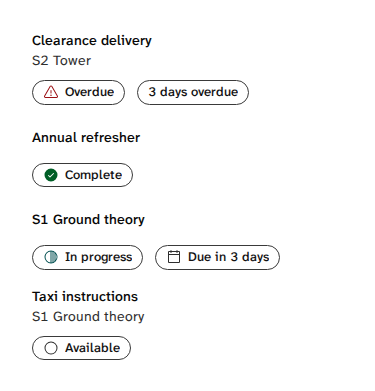 Clearance delivery
S2 Tower
Overdue 3 days overdue
Annual refresher
Complete
S1 Ground theory
In progress Due in 3 days
Taxi instructions
S1 Ground theory
Available